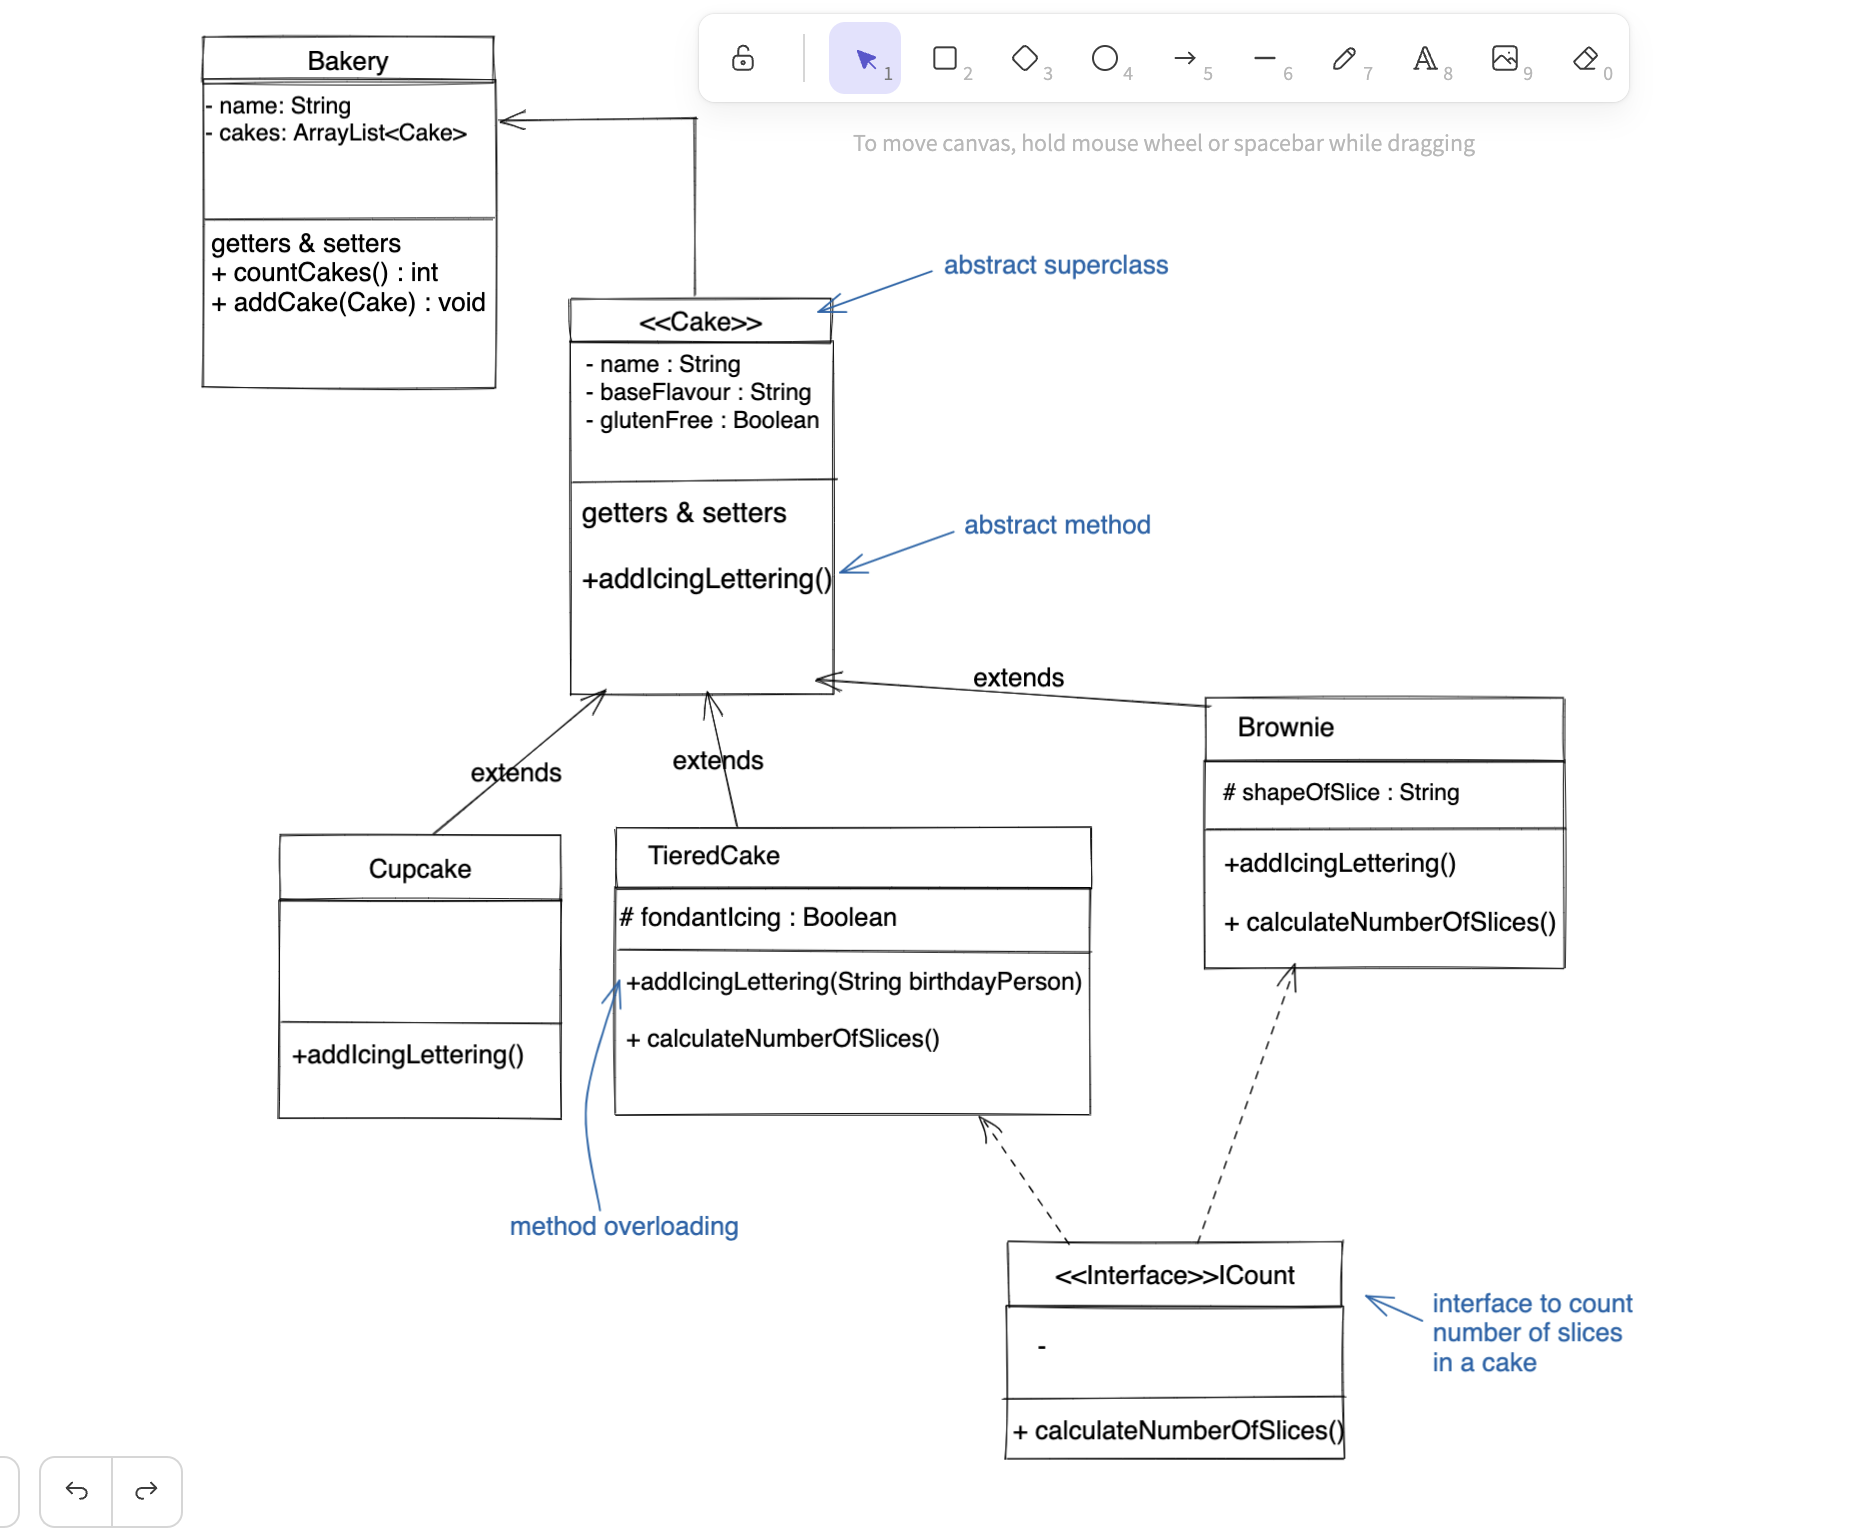 1
2
3
4
5
6
7
8
9
0
To move canvas, hold mouse wheel or spacebar while dragging
Bakery
- name: String
- cakes: ArrayList<Cake>
getters & setters
+ countCakes() : int
+ addCake(Cake) : void
abstract superclass
<<Cake>>
- name : String
- baseFlavour : String
- glutenFree : Boolean
getters & setters
+addIcingLettering()
abstract method
extends
extends
extends
Brownie
# shapeOfSlice : String
+addIcingLettering()
+ calculateNumberOfSlices()
Cupcake
+addIcingLettering()
TieredCake
# fondantIcing : Boolean
+addIcingLettering(String birthdayPerson)
+ calculateNumberOfSlices()
method overloading
<<Interface>>ICount
-
+ calculateNumberOfSlices()
interface to count
number of slices
in a cake